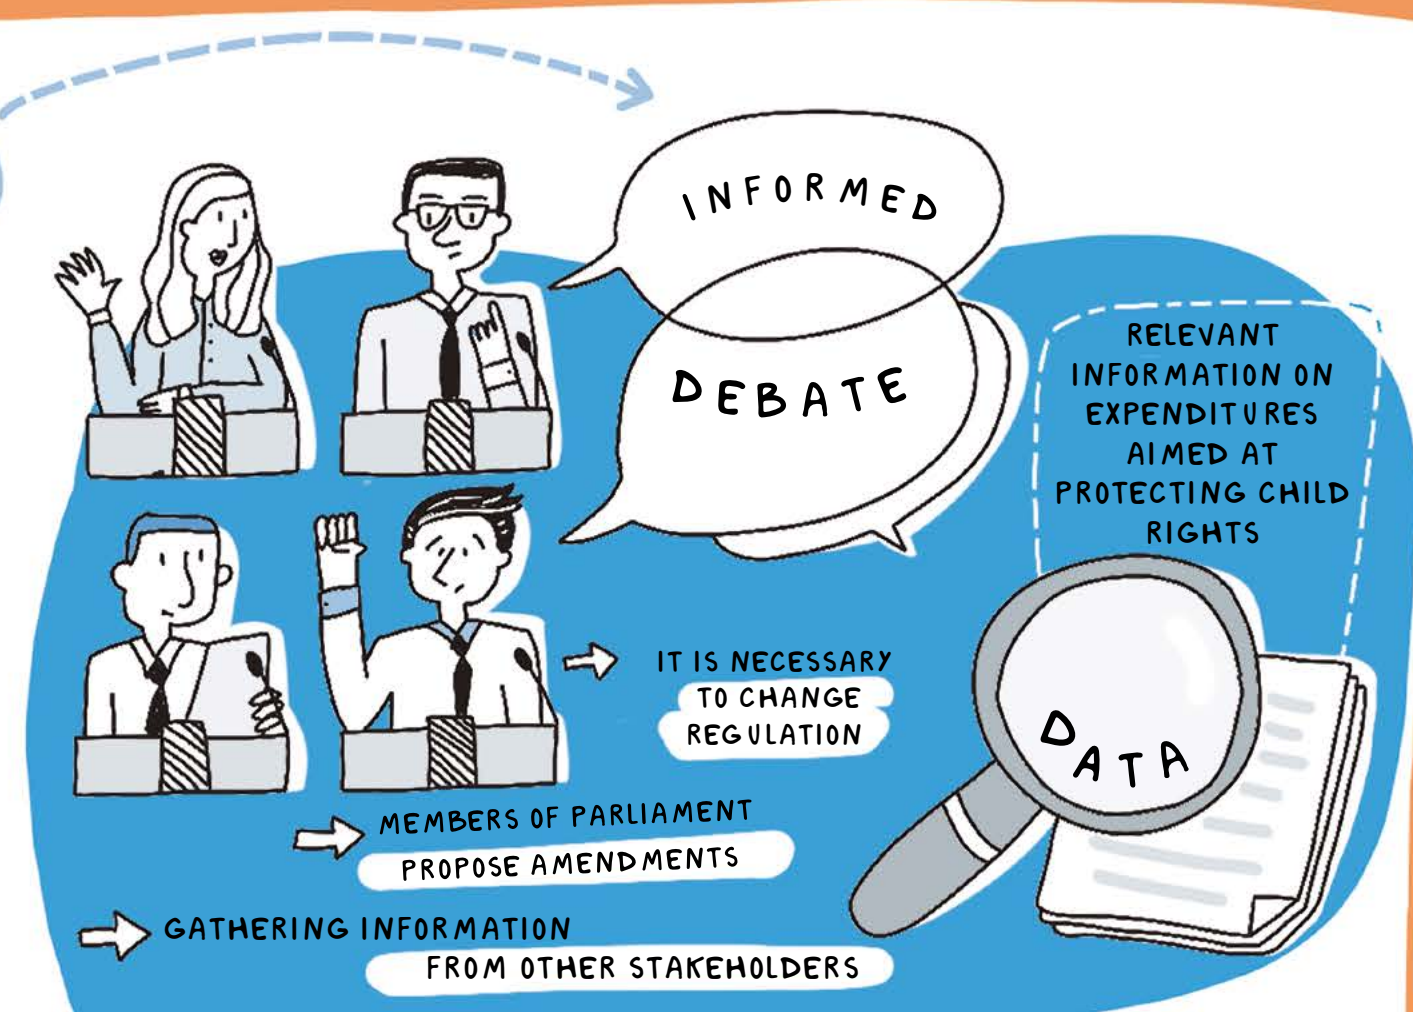 INFORMED
DEBATE
RELEVANT
INFORMATION ON
EXPENDITURES
AIMED AT
PROTECTING CHILD
RIGHTS
DATA
IT IS NECESSARY
TO CHANGE
REGULATION
MEMBERS OF PARLIAMENT
PROPOSE AMENDMENTS
GATHERING INFORMATION
FROM OTHER STAKEHOLDERS